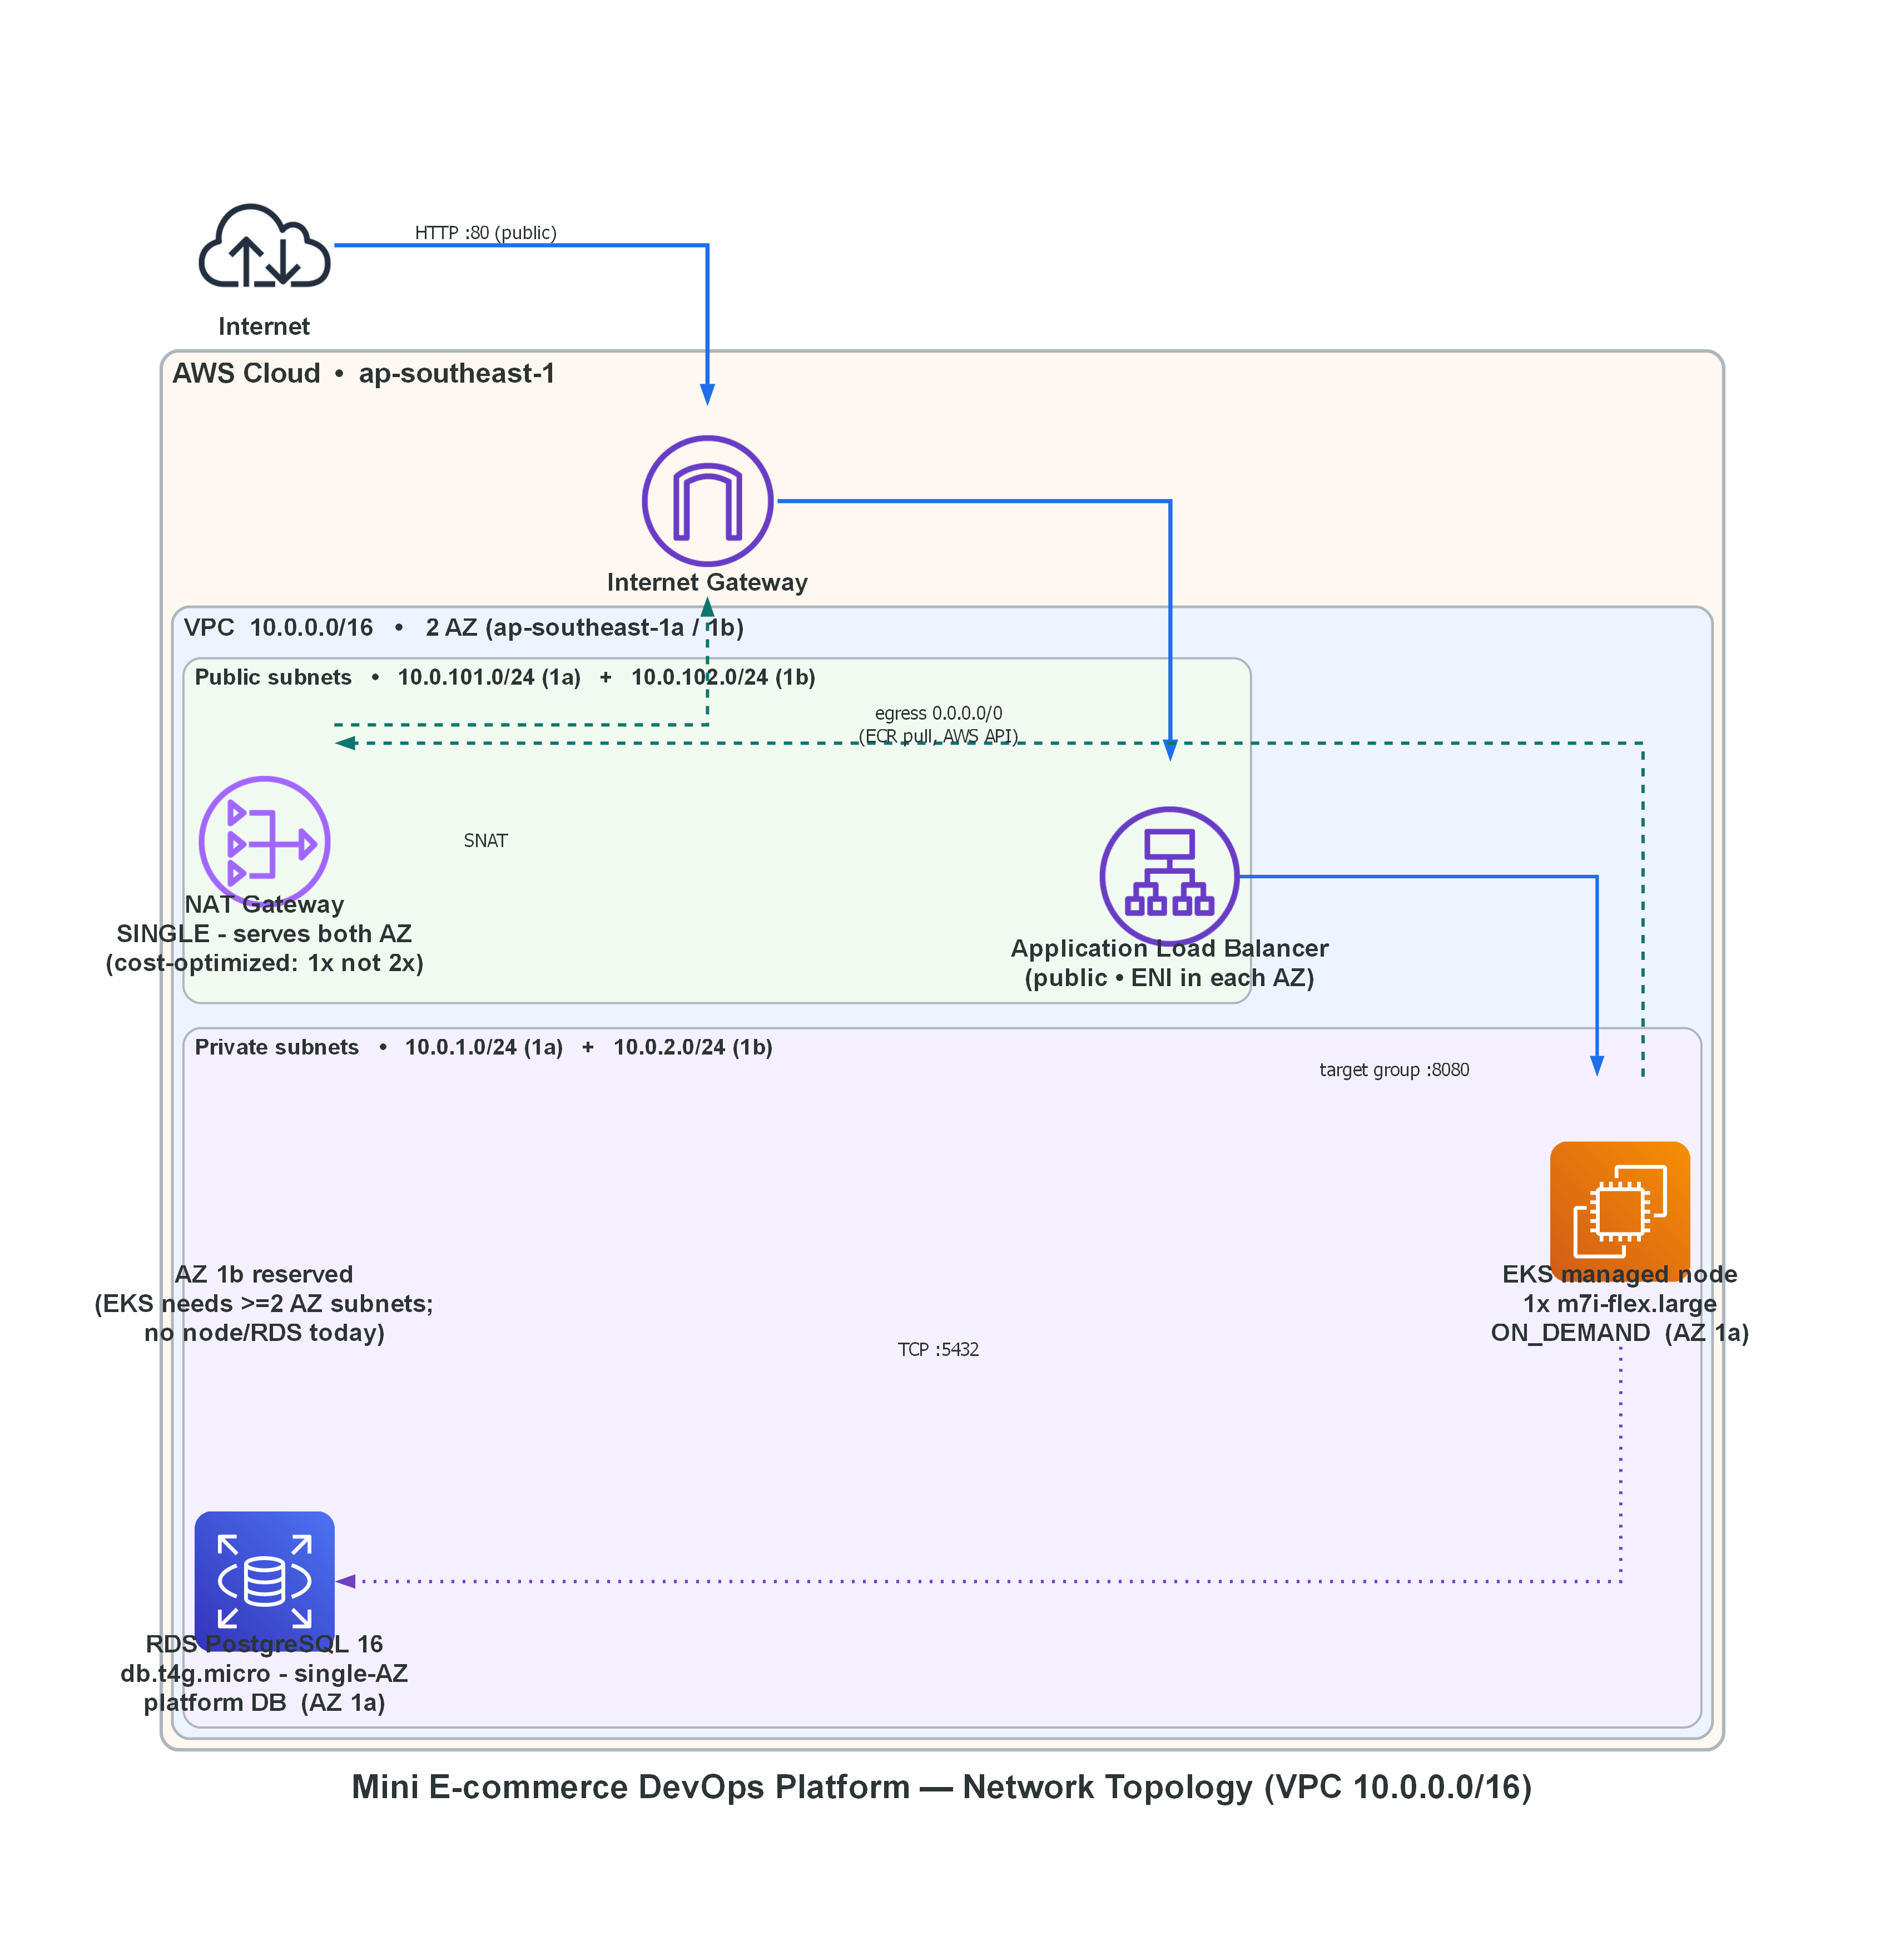 HTTP :80 (public)
Internet
AWS Cloud • ap-southeast-1
Internet Gateway
VPC 10.0.0.0/16 • 2 AZ (ap-southeast-1a / 1b)
Public subnets • 10.0.101.0/24 (1a) + 10.0.102.0/24 (1b)
egress 0.0.0.0/0
(ECR pull, AWS API)
SNAT
NAT Gateway
SINGLE - serves both AZ
(cost-optimized: 1x not 2x)
Application Load Balancer
(public • ENI in each AZ)
Private subnets • 10.0.1.0/24 (1a) + 10.0.2.0/24 (1b)
target group :8080
AZ 1b reserved
(EKS needs >=2 AZ subnets;
no node/RDS today)
EKS managed node
1x m7i-flex.large
ON_DEMAND (AZ 1a)
TCP :5432
RDS PostgreSQL 16
db.t4g.micro - single-AZ
platform DB (AZ 1a)
Mini E-commerce DevOps Platform — Network Topology (VPC 10.0.0.0/16)